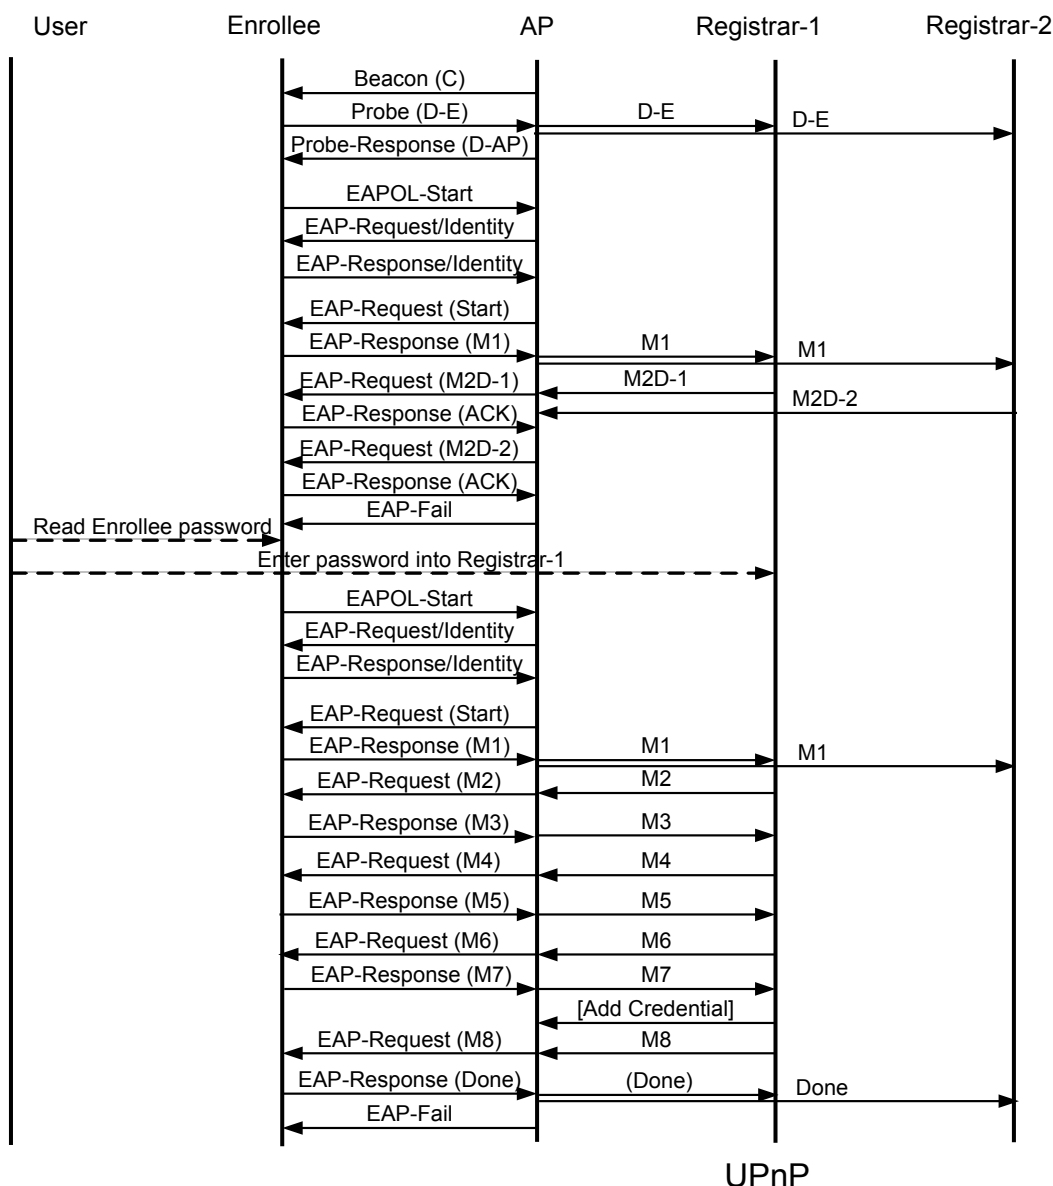 User Enrollee AP Registrar-1 Registrar-2
Beacon (C)
Probe (D-E) D-E D-E
Probe-Response (D-AP)
EAPOL-Start
EAP-Request/Identity
EAP-Response/Identity
EAP-Request (Start)
EAP-Response (M1) M1 M1
EAP-Request (M2D-1) M2D-1
M2D-2
EAP-Response (ACK)
EAP-Request (M2D-2)
EAP-Response (ACK)
EAP-Fail
Read Enrollee password
Enter password into Registrar-1
EAPOL-Start
EAP-Request/Identity
EAP-Response/Identity
EAP-Request (Start)
EAP-Response (M1) M1 M1
EAP-Request (M2) M2
EAP-Response (M3) M3
EAP-Request (M4) M4
EAP-Response (M5) M5
EAP-Request (M6) M6
EAP-Response (M7) M7
[Add Credential]
EAP-Request (M8) M8
EAP-Response (Done) (Done) Done
EAP-Fail
UPnP